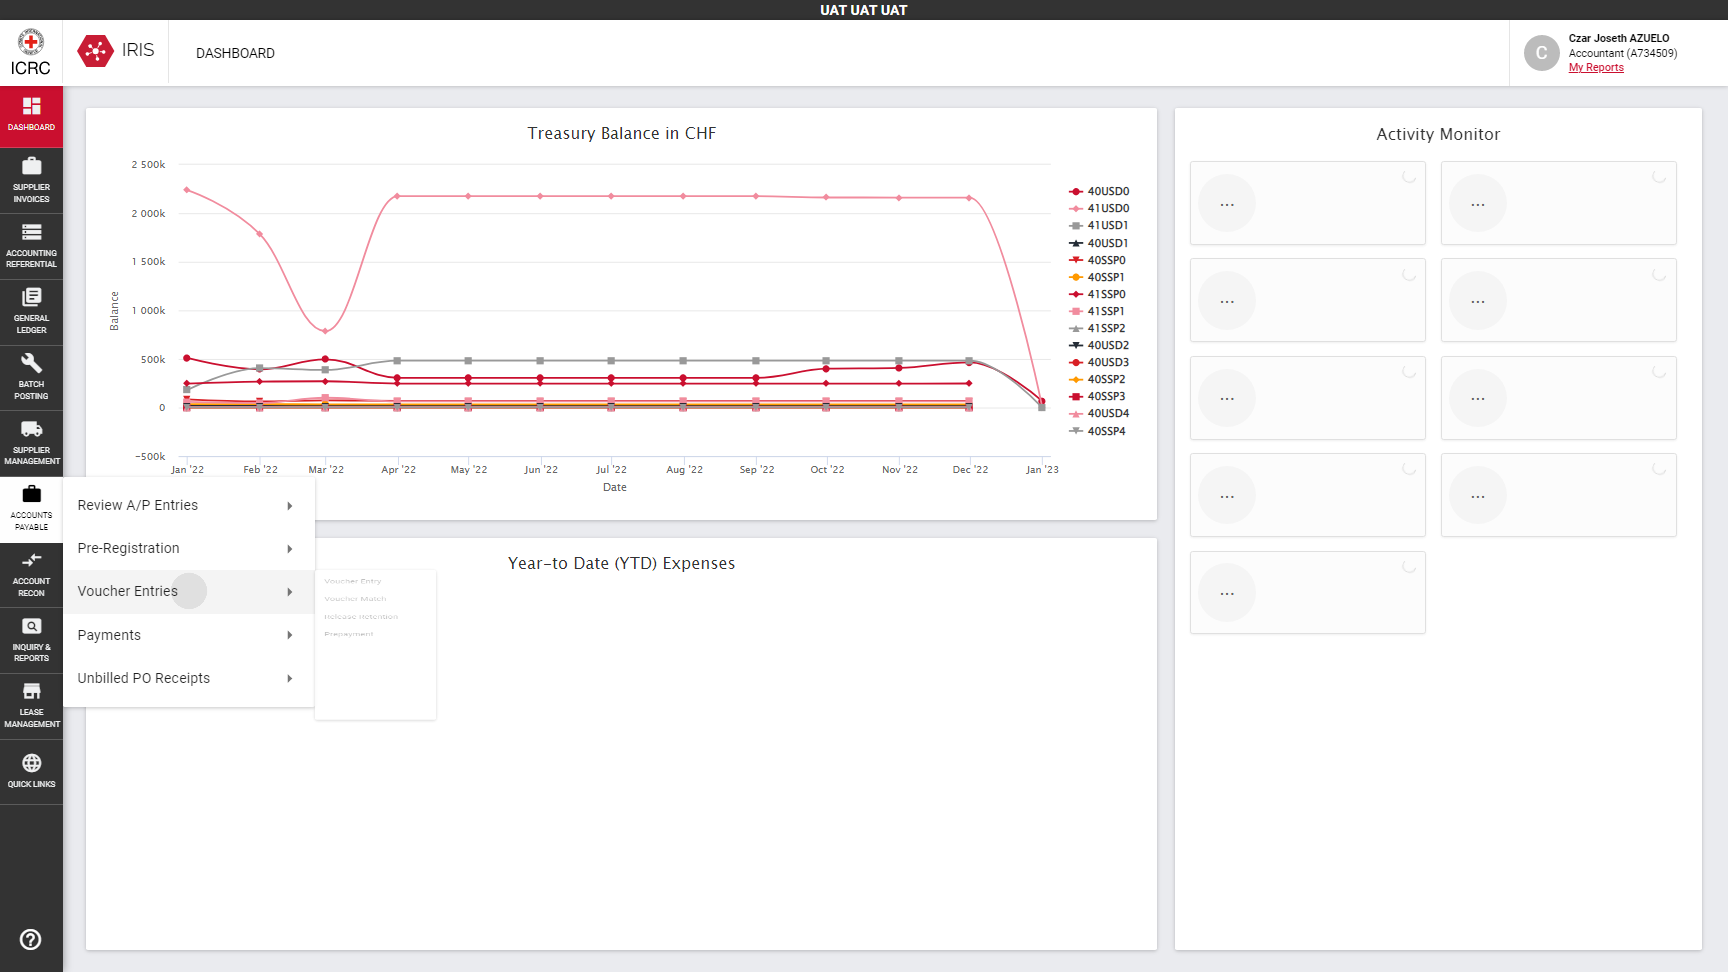 UAT UAT UAT
ICRC
IRIS
DASHBOARD
C
Czar Joseth AZUELO
Accountant (A734509)
My Reports
DASHBOARD
SUPPLIER
INVOICES
ACCOUNTING
REFERENTIAL
GENERAL
LEDGER
BATCH
POSTING
SUPPLIER
MANAGEMENT
ACCOUNTS
PAYABLE
ACCOUNT
RECON
INQUIRY &
REPORTS
LEASE
MANAGEMENT
QUICK LINKS
Treasury Balance in CHF
Balance
2 500k
2 000k
1 500k
1 000k
500k
0
-500k
Jan '22
Feb '22
Mar '22
Apr '22
May '22
Jun '22
Jul '22
Aug '22
Sep '22
Oct '22
Nov '22
Dec '22
Jan '23
Date
40USD0
41USD0
41USD1
40USD1
40SSP0
40SSP1
41SSP0
41SSP1
41SSP2
40USD2
40USD3
40SSP2
40SSP3
40USD4
40SSP4
Review A/P Entries
Pre-Registration
Voucher Entries
Payments
Unbilled PO Receipts
Voucher Entry
Voucher Match
Release Retention
Prepayment
Year-to Date (YTD) Expenses
Activity Monitor
...
...
...
...
...
...
...
...
...